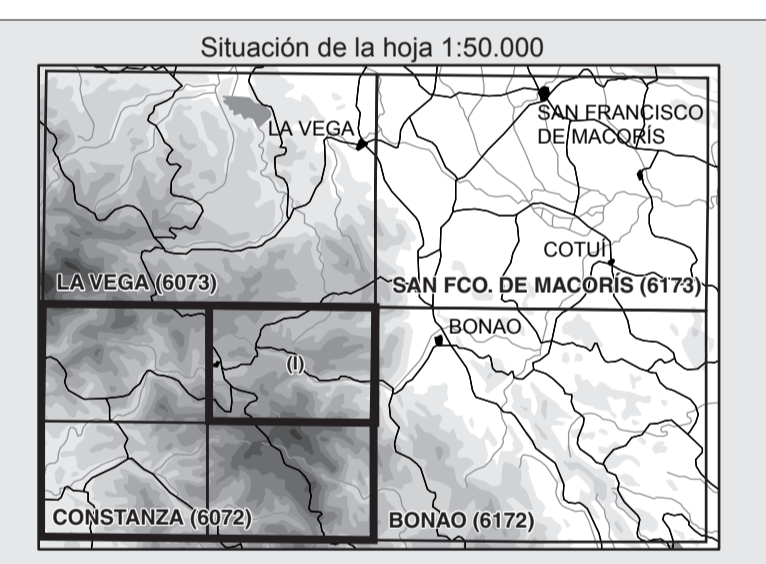 Situación de la hoja 1:50.000
SAN FRANCISCO
DE MACORÍS
LA VEGA
COTUÍ
LA VEGA (6073)
SAN FCO. DE MACORÍS (6173)
BONAO
(I)
CONSTANZA (6072)
BONAO (6172)